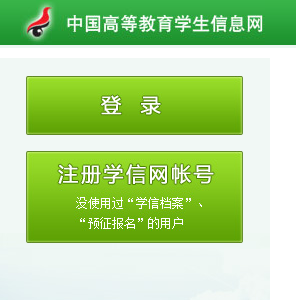 中国高等教育学生信息网
登 录
注册学信网帐号
没使用过“学信档案”、
“预征报名”的用户